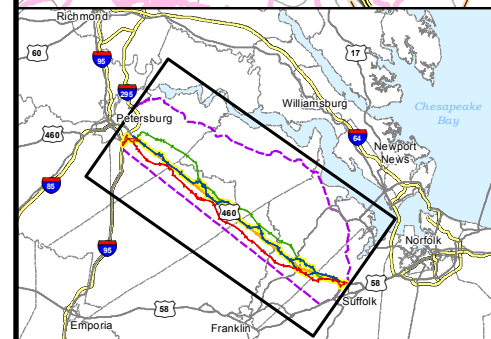 Richmond
60
95
17
295
Williamsburg
Chesapeake
Bay
Petersburg
460
64
Newport
News
85
460
95
Norfolk
58
Suffolk
58
Emporia
Franklin